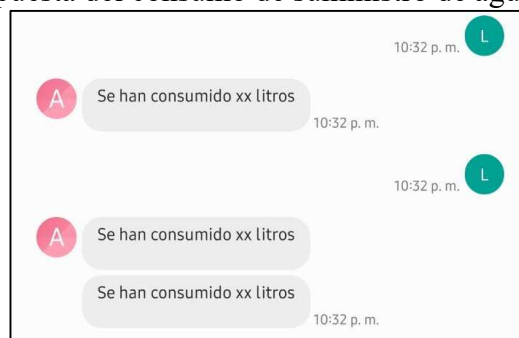 10:32 p. m.
L
A
Se han consumido xx litros
10:32 p. m.
10:32 p. m.
L
A
Se han consumido xx litros
Se han consumido xx litros
10:32 p. m.